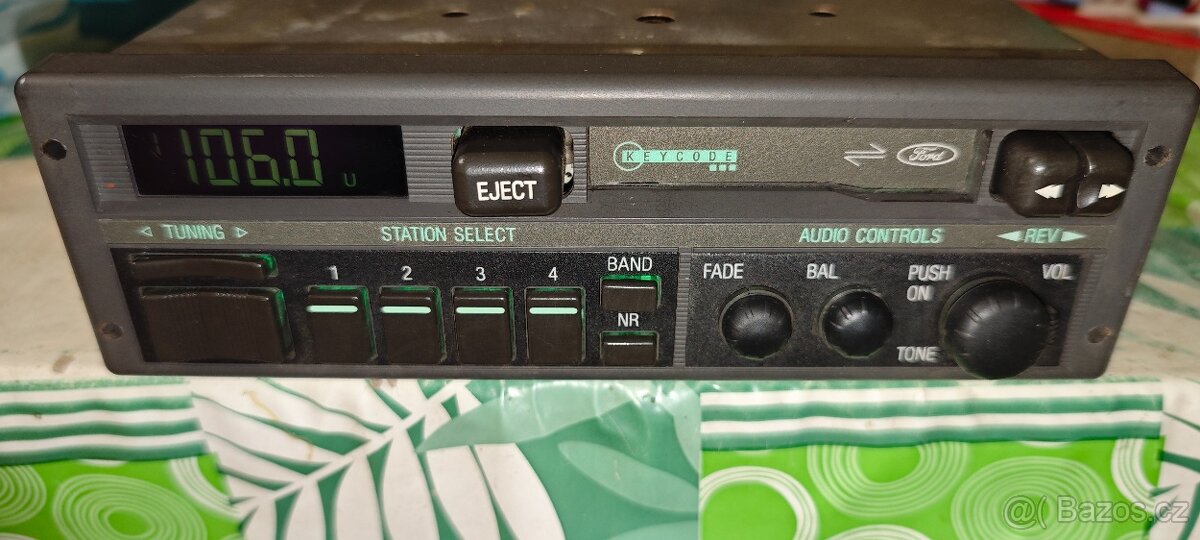 106.0 U
EJECT
KEYCODE
Ford
TUNING
STATION SELECT
AUDIO CONTROLS
REV
1 2 3 4
BAND
NR
FADE
BAL
PUSH ON
VOL
TONE
@( Bazos.cz